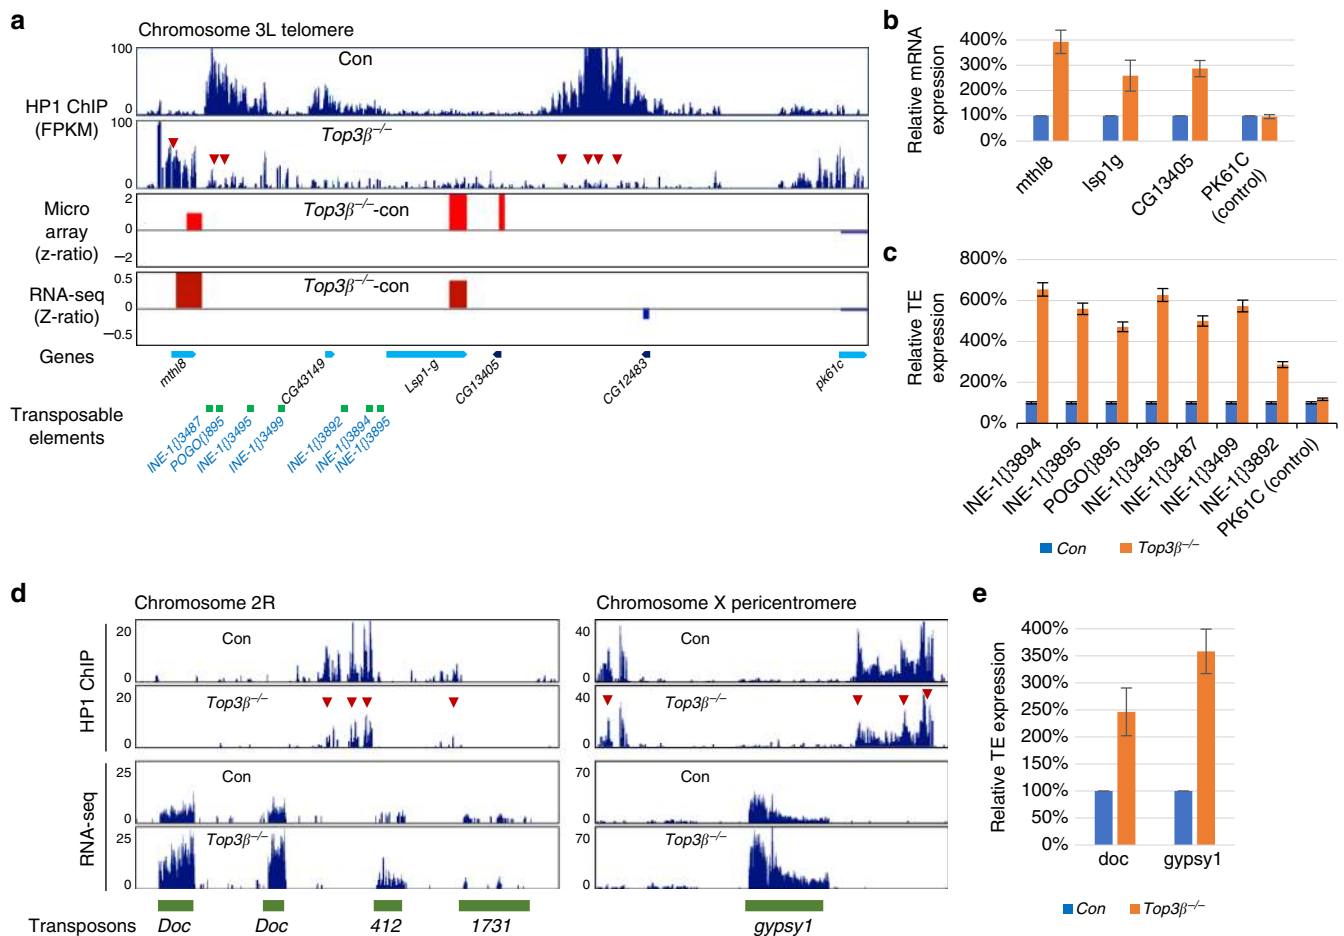 a
Chromosome 3L telomere
HP1 ChIP
(FPKM)
100
0
Con
100
0
Top3β–/–
Micro
array
(z-ratio)
2
0
–2
Top3β–/–-con
RNA-seq
(Z-ratio)
0.5
0
–0.5
Top3β–/–-con
Genes
mthl8
CG43149
Lsp1-g
CG13405
CG12483
pk61c
Transposable
elements
INE-1{}3487
POGO{}895
INE-1{}3495
INE-1{}3499
INE-1{}3892
INE-1{}3894
INE-1{}3895
b
Relative mRNA
expression
400%
300%
200%
100%
0%
mthl8
lsp1g
CG13405
PK61C
(control)
c
Relative TE
expression
800%
600%
400%
200%
0%
INE-1{}3894
INE-1{}3895
POGO{}895
INE-1{}3495
INE-1{}3487
INE-1{}3499
INE-1{}3892
PK61C (control)
Con
Top3β–/–
d
Chromosome 2R
Chromosome X pericentromere
HP1 ChIP
20
0
Con
40
0
Con
20
0
Top3β–/–
40
0
Top3β–/–
RNA-seq
25
0
Con
70
0
Con
25
0
Top3β–/–
70
0
Top3β–/–
Transposons
Doc
Doc
412
1731
gypsy1
e
Relative TE expression
400%
350%
300%
250%
200%
150%
100%
50%
0%
doc
gypsy1
Con
Top3β–/–